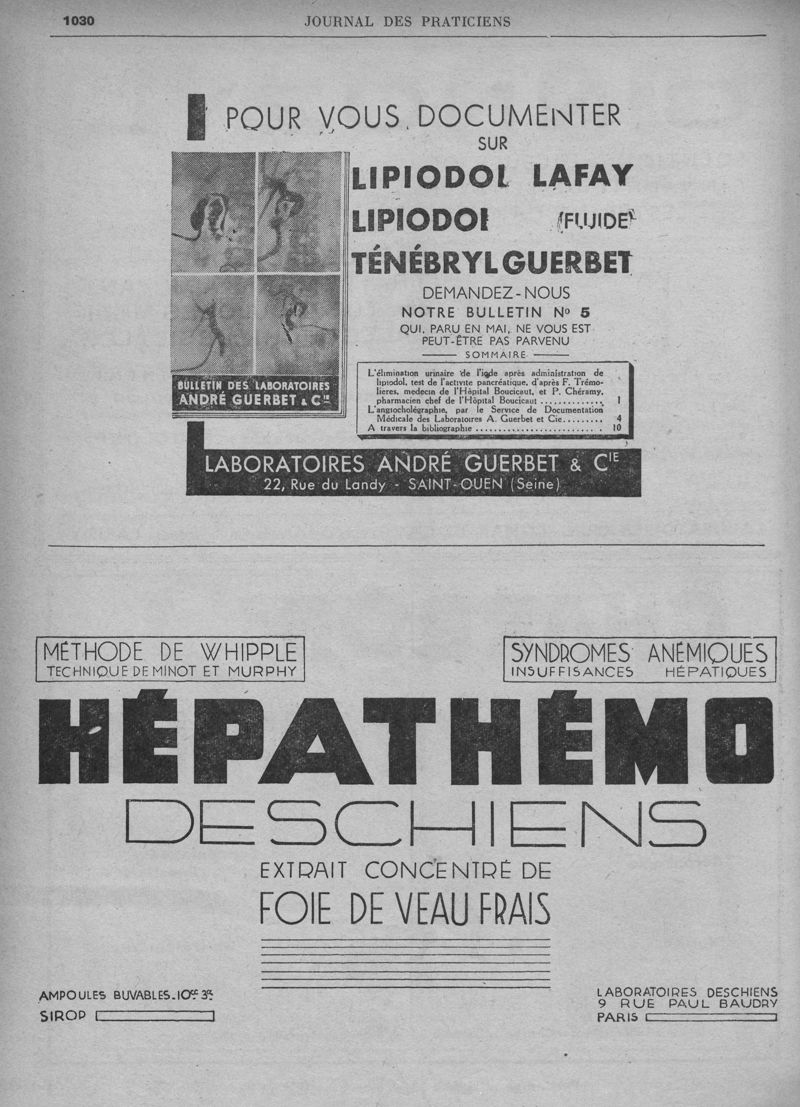 1030
JOURNAL DES PRATICIENS
POUR VOUS DOCUMENTER
SUR
LIPIODOL LAFAY
LIPIODOL (FLUIDE)
TÉNÉBRYL GUERBET
DEMANDEZ-NOUS
NOTRE BULLETIN No 5
QUI, PARU EN MAI, NE VOUS EST
PEUT-ÊTRE PAS PARVENU
SOMMAIRE
L'élimination urinaire de l'iode après administration de
lipiodol, test de l'activité pancréatique, d'après F. Trémo-
lieres, medecin de l'Hôpital Boucicaut, et P. Chéramy,
pharmacien chef de l'Hôpital Boucicaut ............. 1
L'angiocholégraphie, par le Service de Documentation
Médicale des Laboratoires A. Guerbet et Cie......... 4
A travers la bibliographie .......................... 10
BULLETIN DES LABORATOIRES
ANDRÉ GUERBET & CIE
LABORATOIRES ANDRÉ GUERBET & CIE
22, Rue du Landy - SAINT-OUEN (Seine)
MÉTHODE DE WHIPPLE
TECHNIQUE DE MINOT ET MURPHY
SYNDROMES ANÉMIQUES
INSUFFISANCES HÉPATIQUES
HÉPATHÉMO
DESCHIENS
EXTRAIT CONCENTRÉ DE
FOIE DE VEAU FRAIS
AMPOULES BUVABLES_10cc 3cc
SIROP
LABORATOIRES DESCHIENS
9 RUE PAUL BAUDRY
PARIS